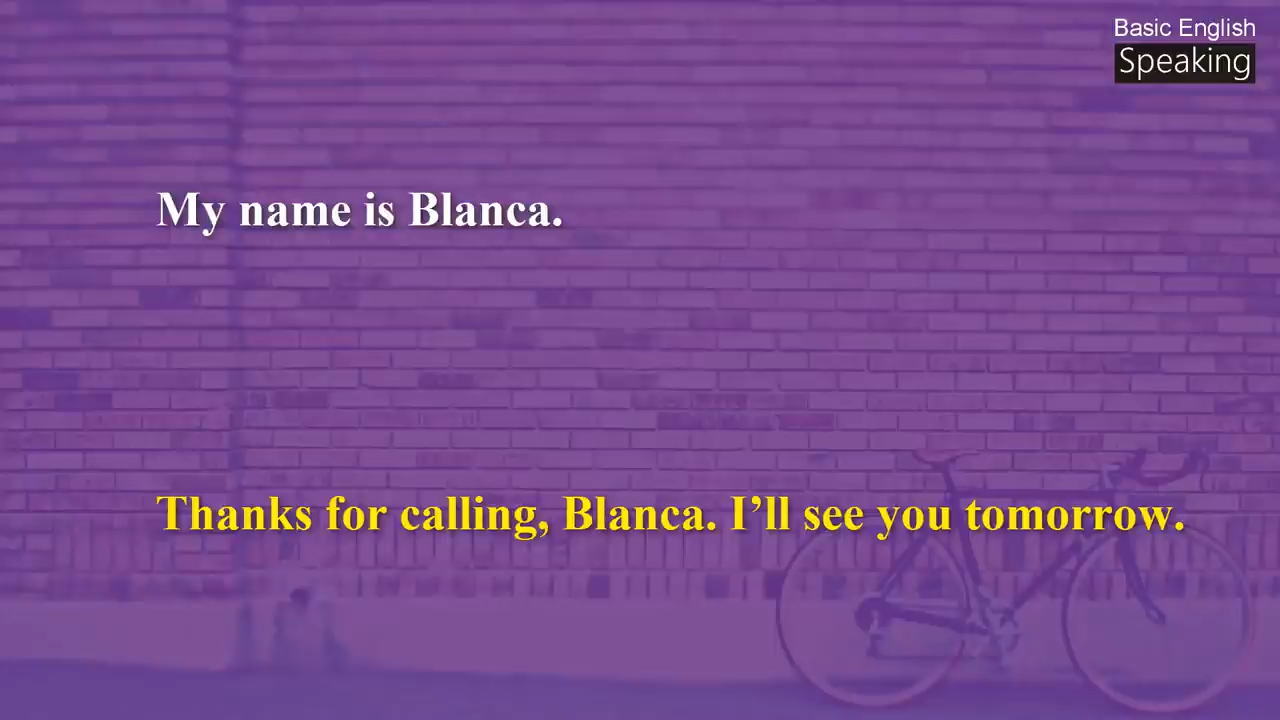 Basic English
Speaking
My name is Blanca.
Thanks for calling, Blanca. I’ll see you tomorrow.